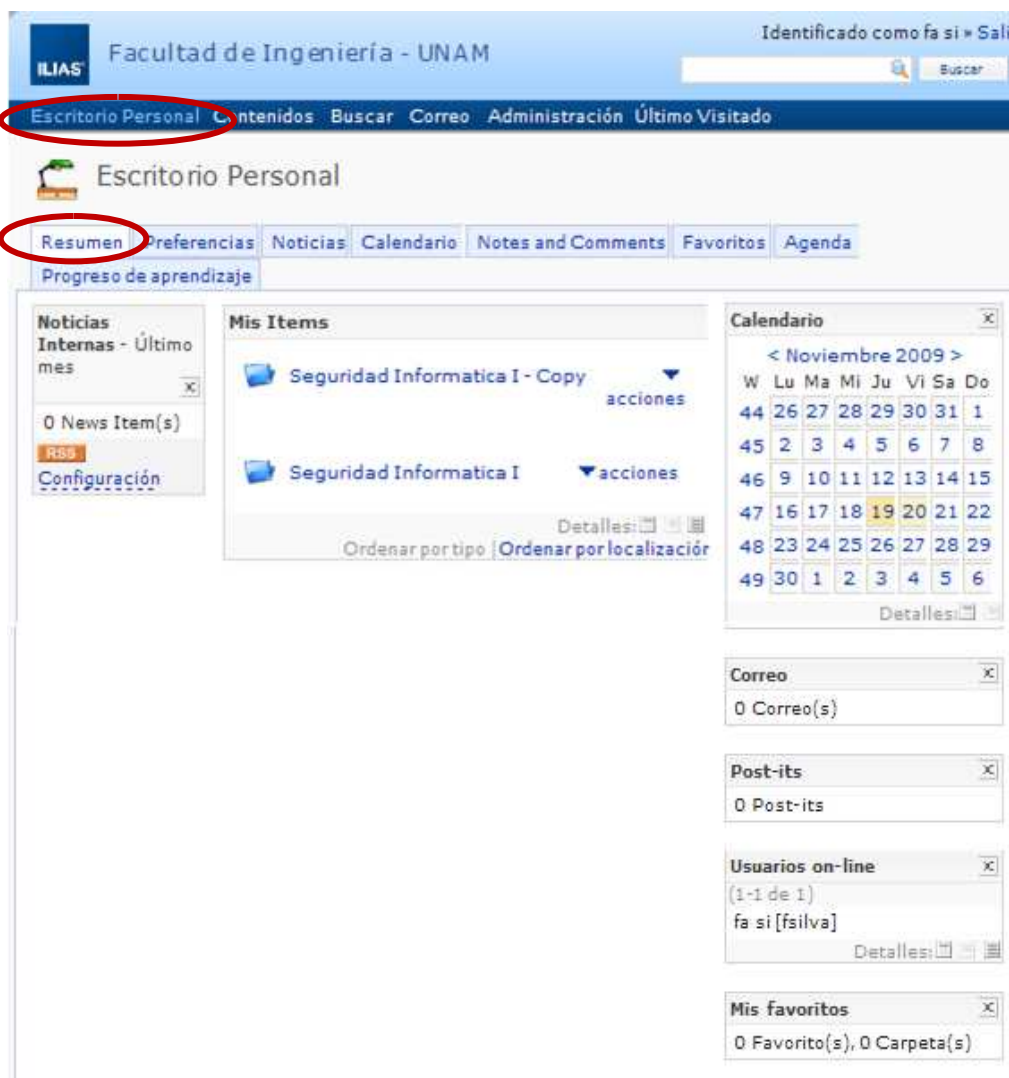 Identificado como fa si » Sali
ILIAS
Facultad de Ingeniería - UNAM
Buscar
Escritorio Personal Contenidos Buscar Correo Administración Último Visitado
Escritorio Personal
Resumen Preferencias Noticias Calendario Notes and Comments Favoritos Agenda
Progreso de aprendizaje
Noticias
Internas - Último
mes
0 News Item(s)
RSS
Configuración
Mis Items
Seguridad Informatica I - Copy
acciones
Seguridad Informatica I acciones
Detalles:
Ordenar por tipo | Ordenar por localización
Calendario
< Noviembre 2009 >
W Lu Ma Mi Ju Vi Sa Do
44 26 27 28 29 30 31 1
45 2 3 4 5 6 7 8
46 9 10 11 12 13 14 15
47 16 17 18 19 20 21 22
48 23 24 25 26 27 28 29
49 30 1 2 3 4 5 6
Detalles:
Correo
0 Correo(s)
Post-its
0 Post-its
Usuarios on-line
(1-1 de 1)
fa si [fsilva]
Detalles:
Mis favoritos
0 Favorito(s), 0 Carpeta(s)